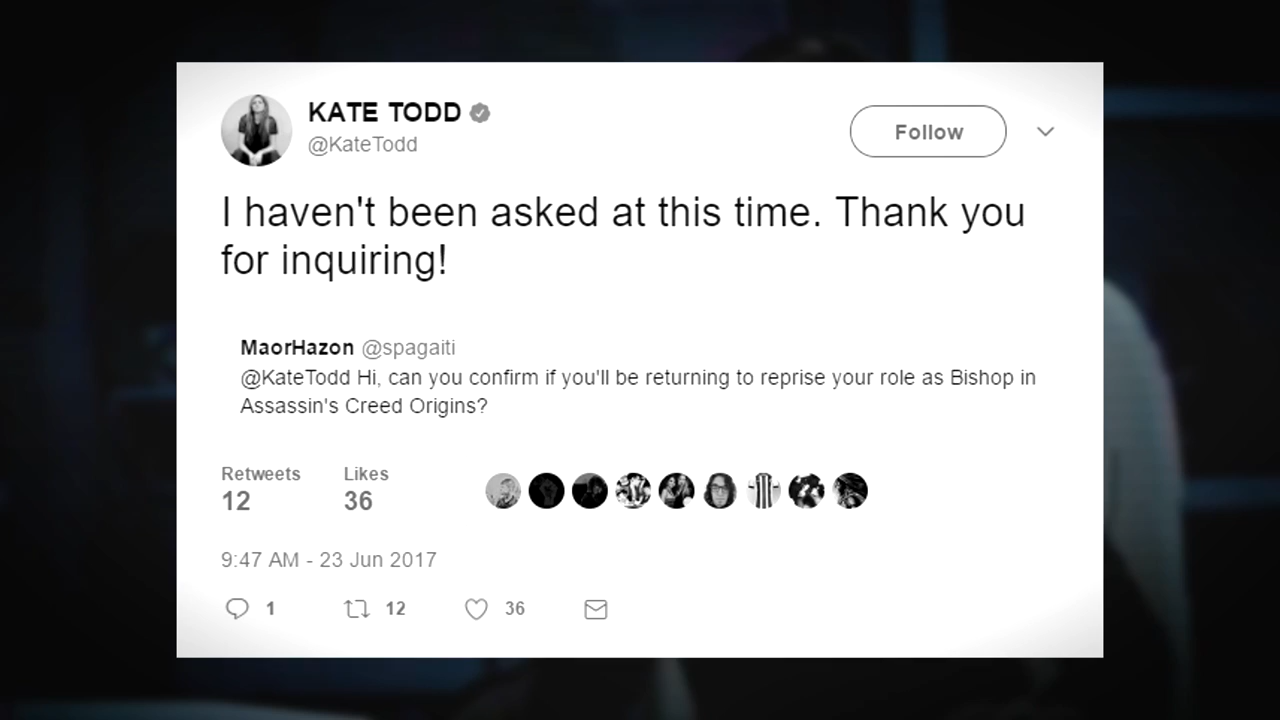 KATE TODD
@KateTodd
Follow
I haven't been asked at this time. Thank you
for inquiring!
MaorHazon @spagaiti
@KateTodd Hi, can you confirm if you'll be returning to reprise your role as Bishop in
Assassin's Creed Origins?
Retweets Likes
12 36
9:47 AM - 23 Jun 2017
1 12 36